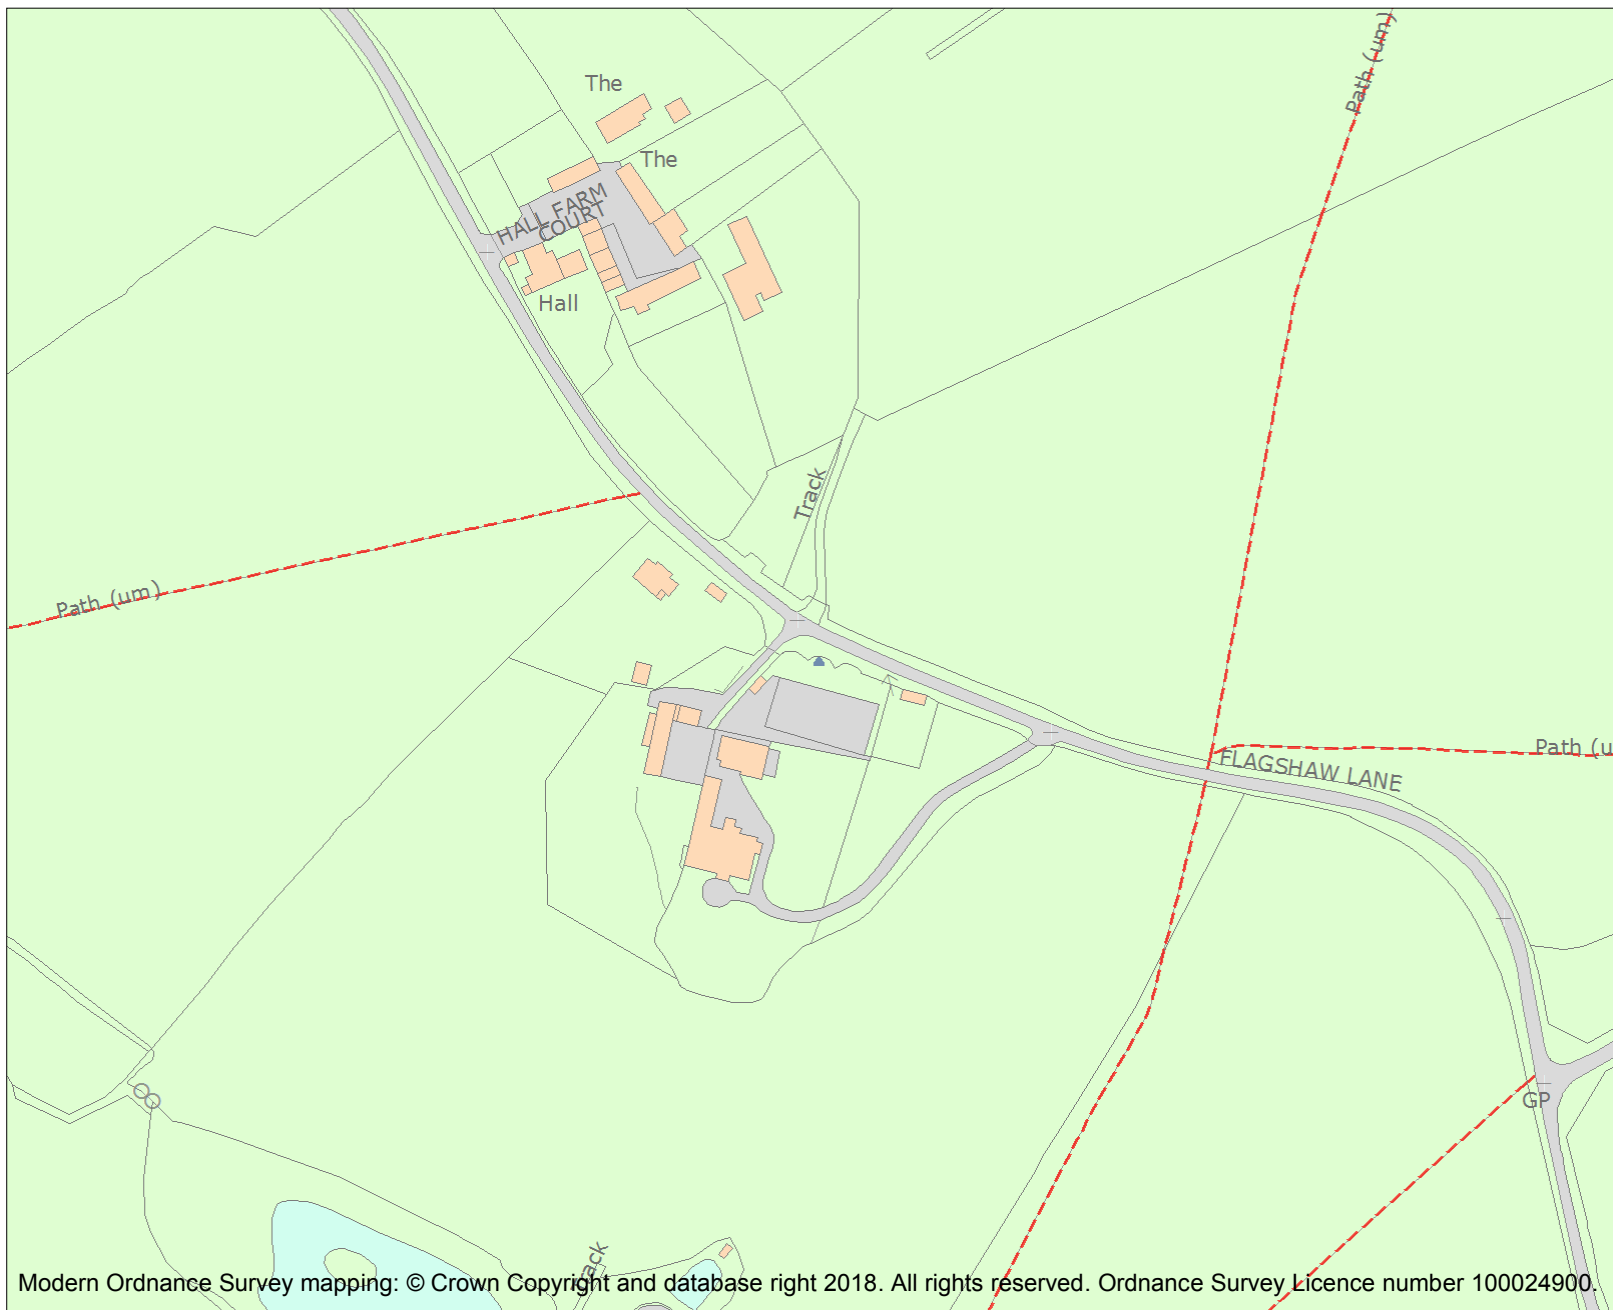 Path (um)
The
The
HALL FARM
COURT
Hall
Track
Path (um)
Path (u
FLAGSHAW LANE
GP
Modern Ordnance Survey mapping: © Crown Copyright and database right 2018. All rights reserved. Ordnance Survey Licence number 100024900.